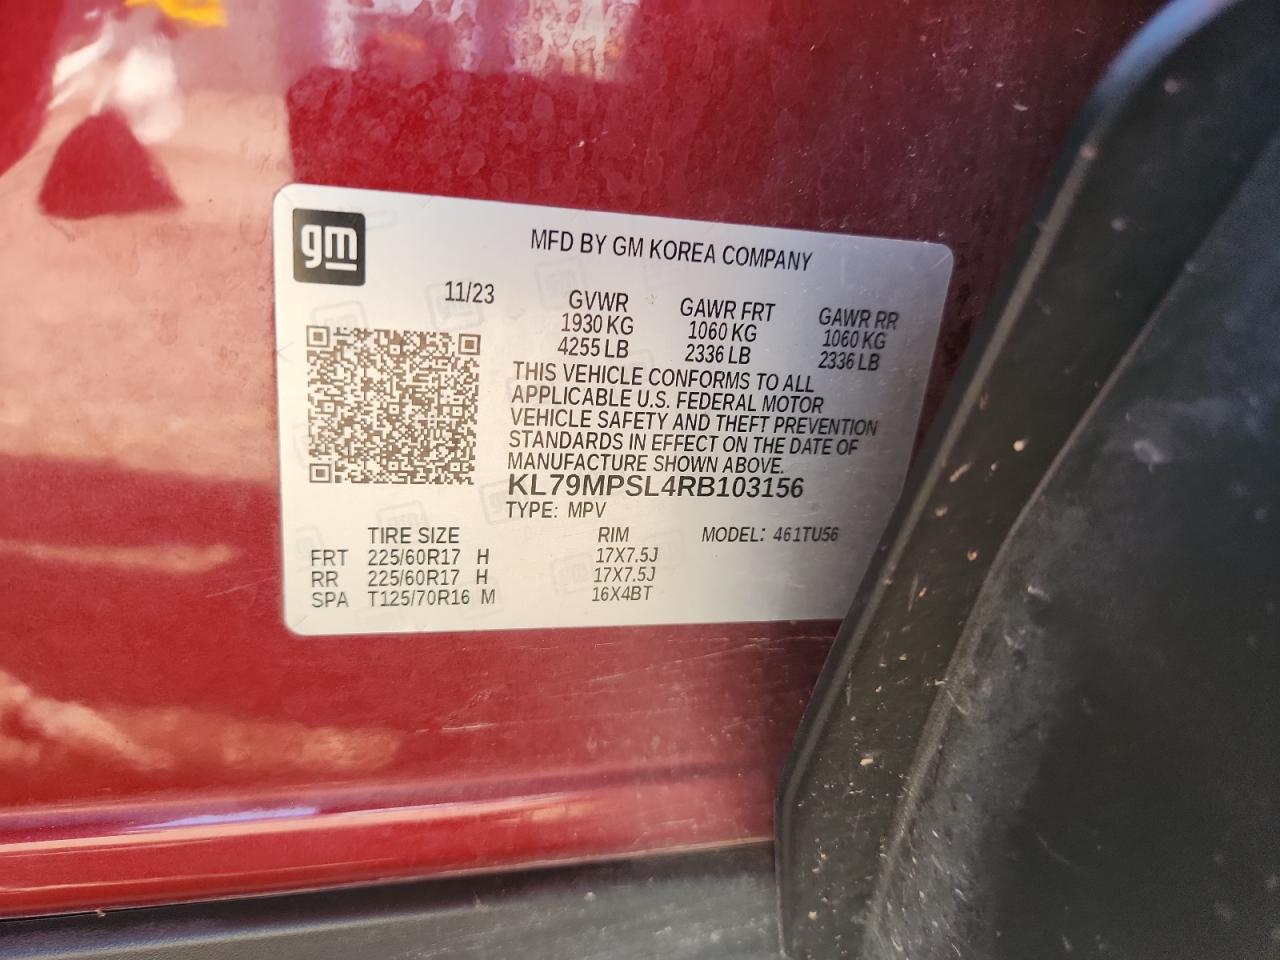 gm
MFD BY GM KOREA COMPANY
11/23
GVWR GAWR FRT GAWR RR
1930 KG 1060 KG 1060 KG
4255 LB 2336 LB 2336 LB
THIS VEHICLE CONFORMS TO ALL
APPLICABLE U.S. FEDERAL MOTOR
VEHICLE SAFETY AND THEFT PREVENTION
STANDARDS IN EFFECT ON THE DATE OF
MANUFACTURE SHOWN ABOVE.
KL79MPSL4RB103156
TYPE: MPV
TIRE SIZE RIM MODEL: 461TU56
FRT 225/60R17 H 17X7.5J
RR 225/60R17 H 17X7.5J
SPA T125/70R16 M 16X4BT